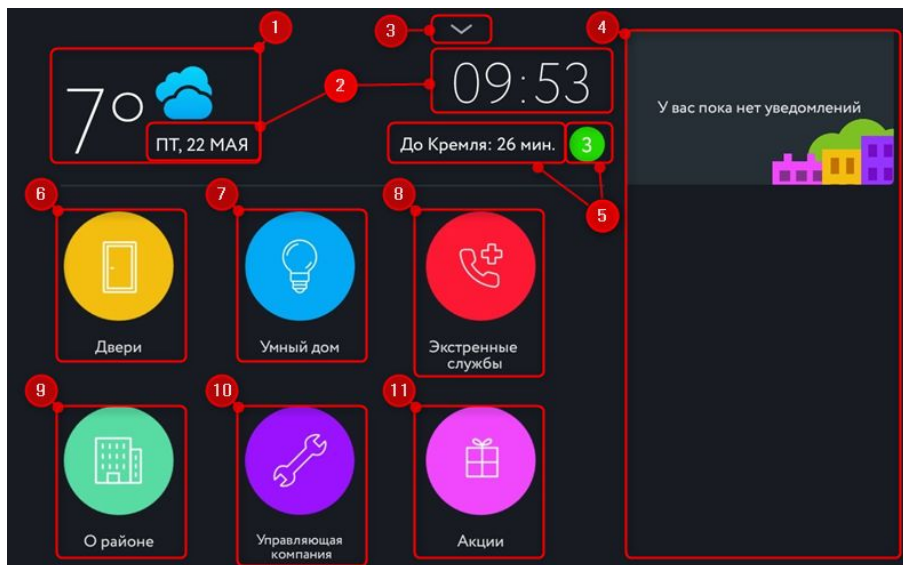 1
3
4
7°
2
09:53
ПТ, 22 МАЯ
У вас пока нет уведомлений
До Кремля: 26 мин.
3
5
6
7
8
Двери
Умный дом
Экстренные
службы
9
10
11
О районе
Управляющая
компания
Акции